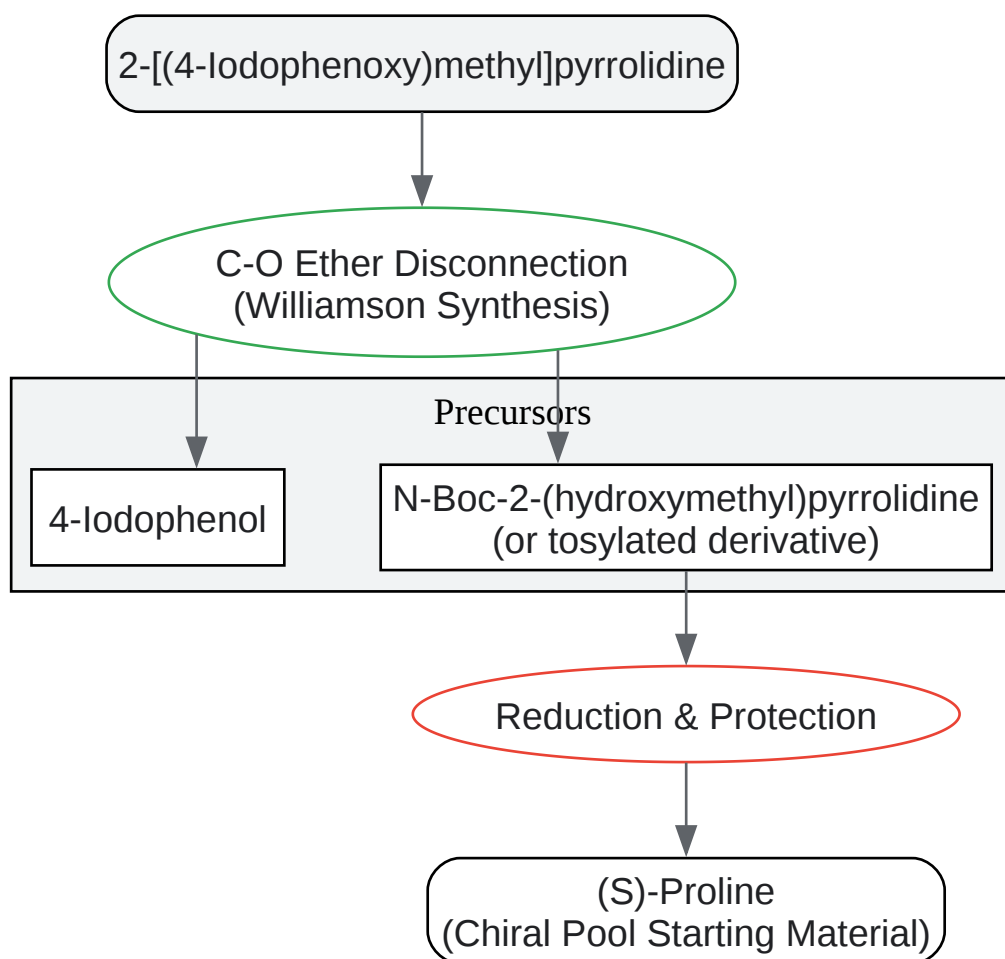 2-[(4-Iodophenoxy)methyl]pyrrolidine
C-O Ether Disconnection
(Williamson Synthesis)
Precursors
4-Iodophenol
N-Boc-2-(hydroxymethyl)pyrrolidine
(or tosylated derivative)
Reduction & Protection
(S)-Proline
(Chiral Pool Starting Material)